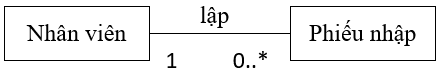 lập
Nhân viên Phiếu nhập
1 0..*